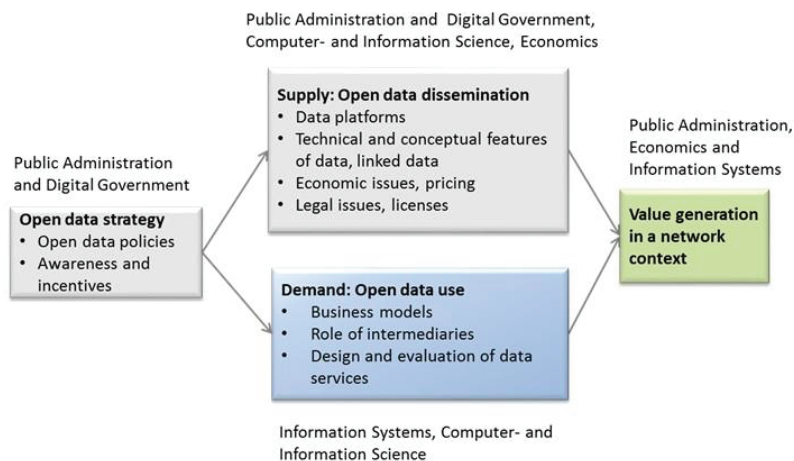 Public Administration and Digital Government,
Computer- and Information Science, Economics
Supply: Open data dissemination
• Data platforms
• Technical and conceptual features
of data, linked data
• Economic issues, pricing
• Legal issues, licenses
Public Administration
and Digital Government
Open data strategy
• Open data policies
• Awareness and
incentives
Public Administration,
Economics and
Information Systems
Value generation
in a network
context
Demand: Open data use
• Business models
• Role of intermediaries
• Design and evaluation of data
services
Information Systems, Computer- and
Information Science